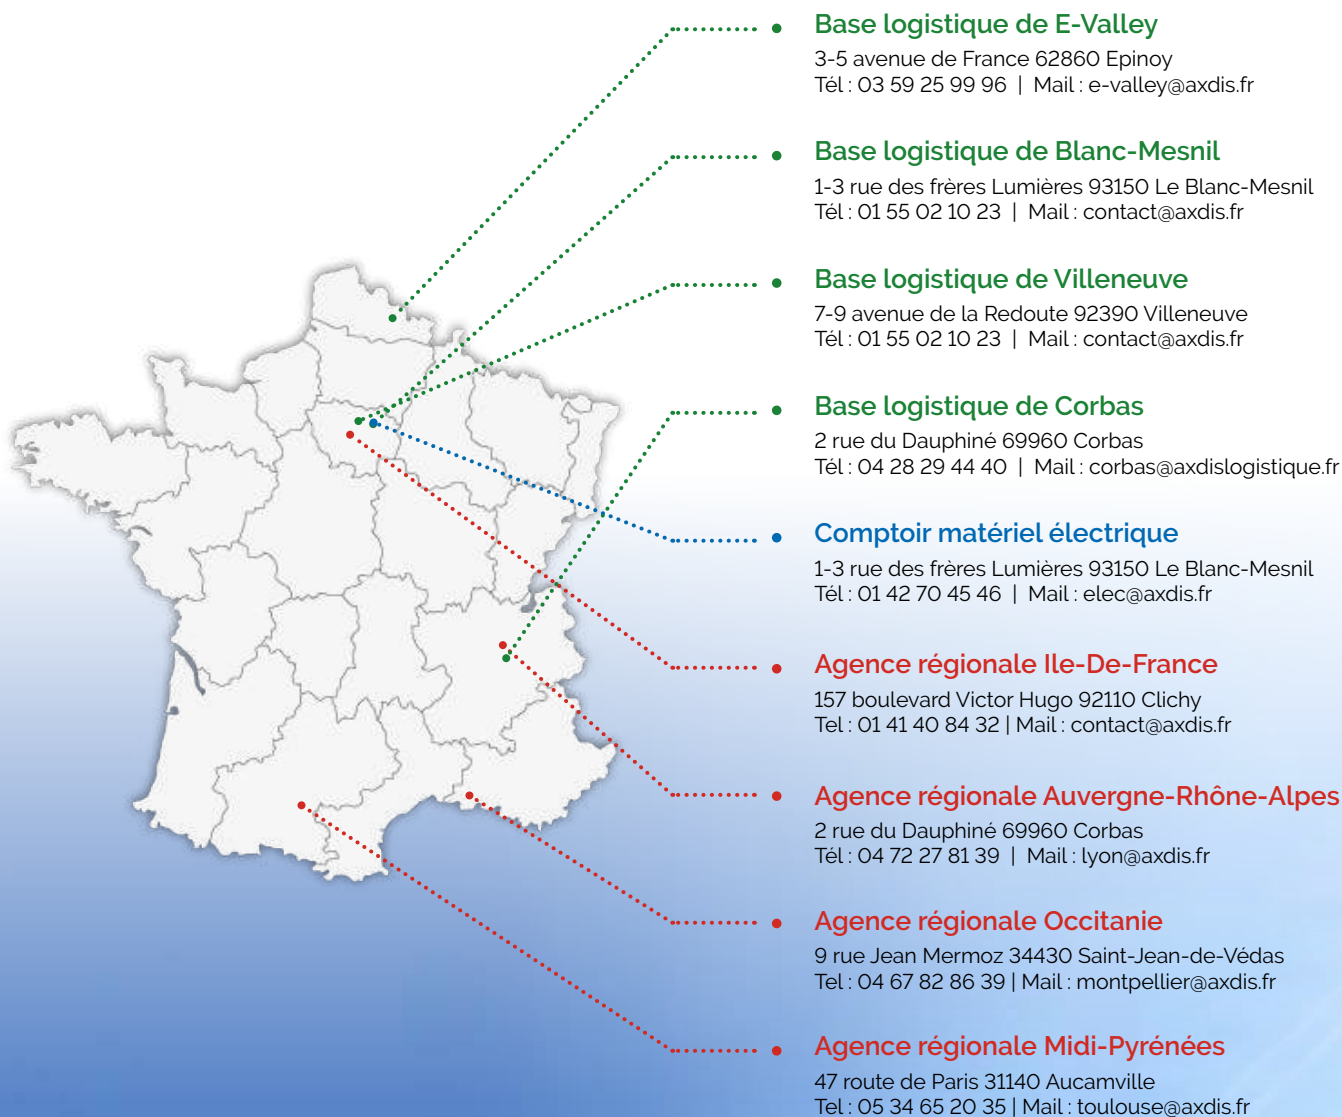 Base logistique de E-Valley
3-5 avenue de France 62860 Epinoy
Tél : 03 59 25 99 96 | Mail : e-valley@axdis.fr
Base logistique de Blanc-Mesnil
1-3 rue des frères Lumières 93150 Le Blanc-Mesnil
Tél : 01 55 02 10 23 | Mail : contact@axdis.fr
Base logistique de Villeneuve
7-9 avenue de la Redoute 92390 Villeneuve
Tél : 01 55 02 10 23 | Mail : contact@axdis.fr
Base logistique de Corbas
2 rue du Dauphiné 69960 Corbas
Tél : 04 28 29 44 40 | Mail : corbas@axdislogistique.fr
Comptoir matériel électrique
1-3 rue des frères Lumières 93150 Le Blanc-Mesnil
Tél : 01 42 70 45 46 | Mail : elec@axdis.fr
Agence régionale Ile-De-France
157 boulevard Victor Hugo 92110 Clichy
Tel : 01 41 40 84 32 | Mail : contact@axdis.fr
Agence régionale Auvergne-Rhône-Alpes
2 rue du Dauphiné 69960 Corbas
Tél : 04 72 27 81 39 | Mail : lyon@axdis.fr
Agence régionale Occitanie
9 rue Jean Mermoz 34430 Saint-Jean-de-Védas
Tel : 04 67 82 86 39 | Mail : montpellier@axdis.fr
Agence régionale Midi-Pyrénées
47 route de Paris 31140 Aucamville
Tel : 05 34 65 20 35 | Mail : toulouse@axdis.fr